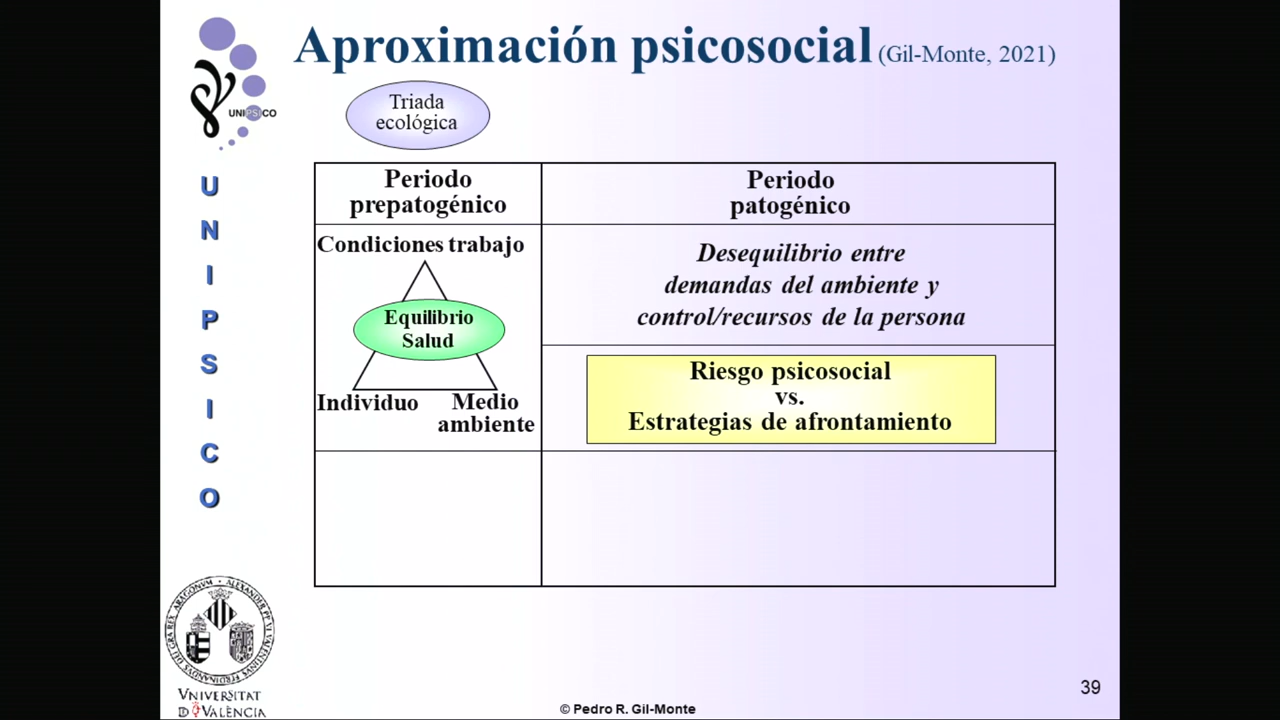 Aproximación psicosocial (Gil-Monte, 2021)
UNIPSICO
Triada
ecológica
U
N
I
P
S
I
C
O
Periodo
prepatogénico
Periodo
patogénico
Condiciones trabajo
Equilibrio
Salud
Individuo
Medio
ambiente
Desequilibrio entre
demandas del ambiente y
control/recursos de la persona
Riesgo psicosocial
vs.
Estrategias de afrontamiento
VNIVERSITAT
D VALÈNCIA
© Pedro R. Gil-Monte
39